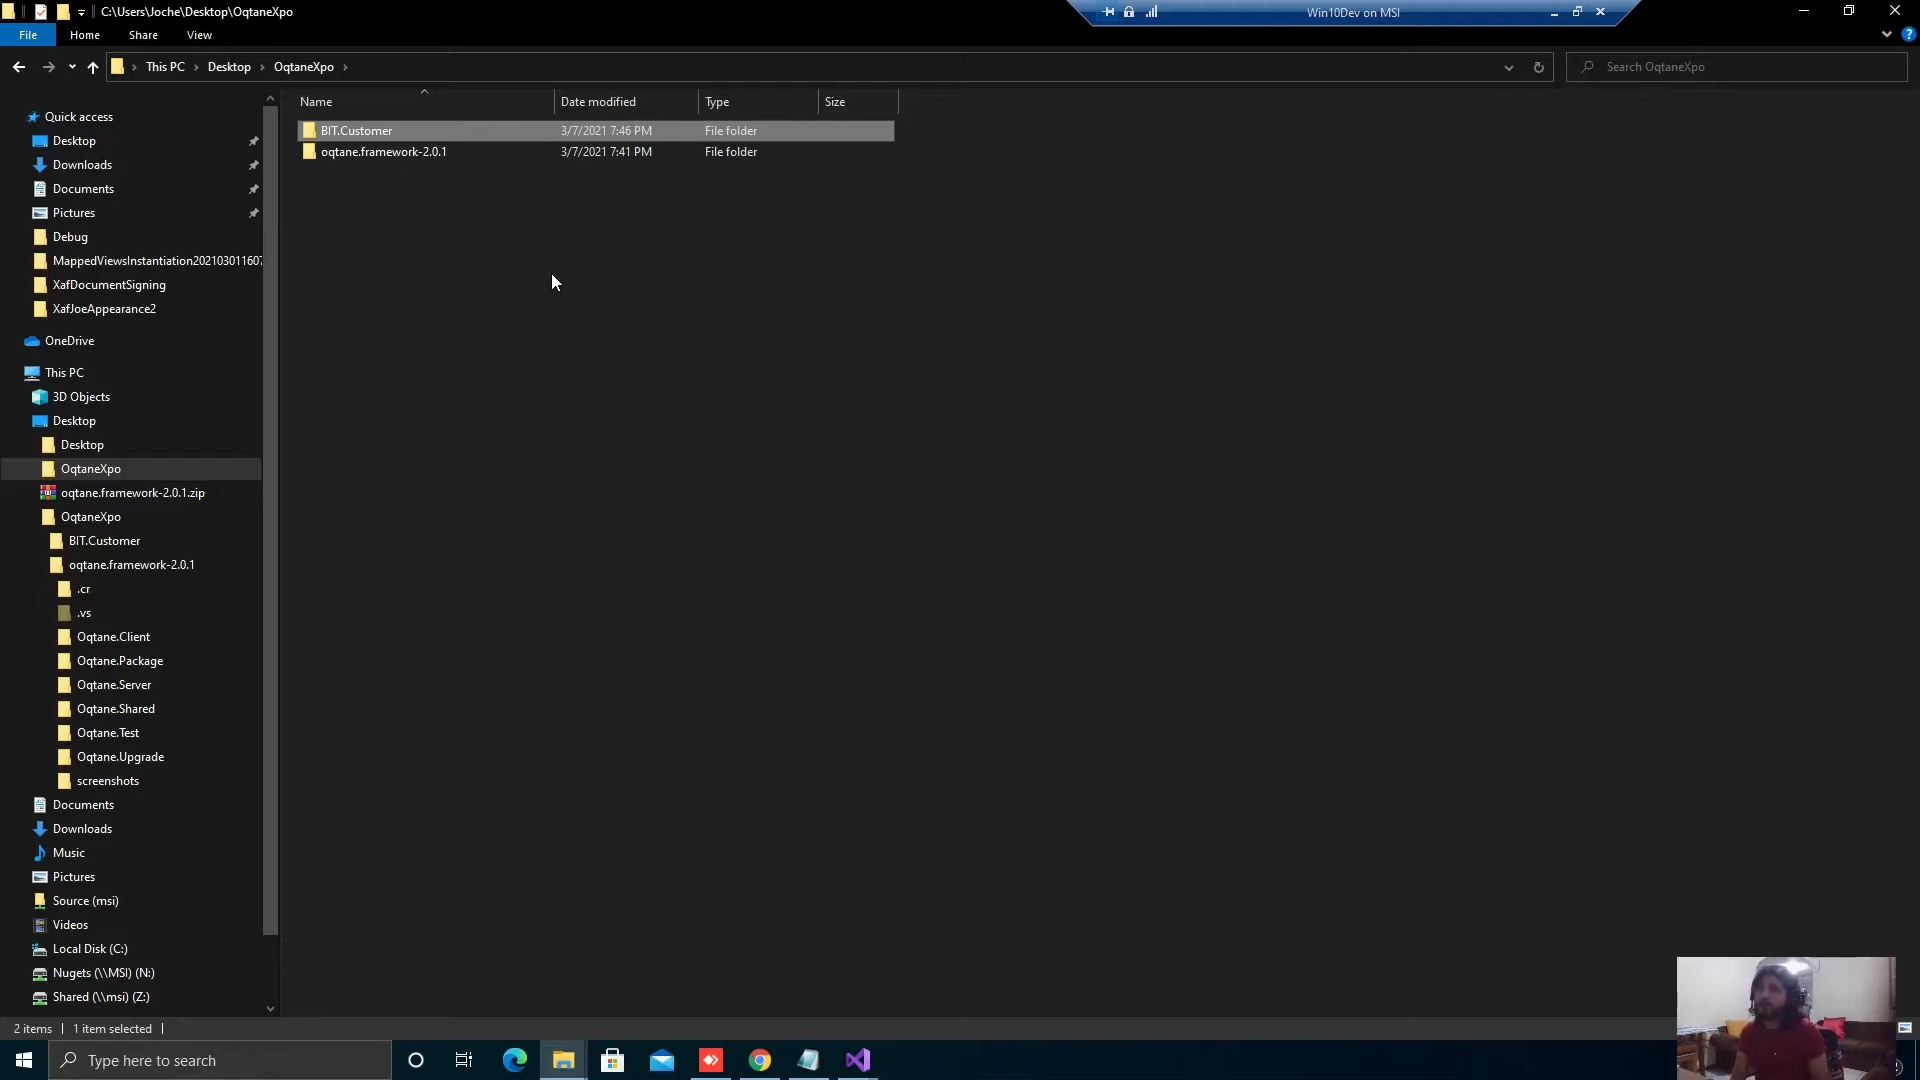 C:\Users\Joche\Desktop\OqtaneXpo
Win10Dev on MSI
File
Home
Share
View
?
This PC
Desktop
OqtaneXpo
Search OqtaneXpo
Name
Date modified
Type
Size
BIT.Customer
3/7/2021 7:46 PM
File folder
oqtane.framework-2.0.1
3/7/2021 7:41 PM
File folder
Quick access
Desktop
Downloads
Documents
Pictures
Debug
MappedViewsInstantiation20210301160
XafDocumentSigning
XafJoeAppearance2
OneDrive
This PC
3D Objects
Desktop
Desktop
OqtaneXpo
oqtane.framework-2.0.1.zip
OqtaneXpo
BIT.Customer
oqtane.framework-2.0.1
.cr
.vs
Oqtane.Client
Oqtane.Package
Oqtane.Server
Oqtane.Shared
Oqtane.Test
Oqtane.Upgrade
screenshots
Documents
Downloads
Music
Pictures
Source (msi)
Videos
Local Disk (C:)
Nugets (\\MSI) (N:)
Shared (\\msi) (Z:)
2 items
1 item selected
Type here to search